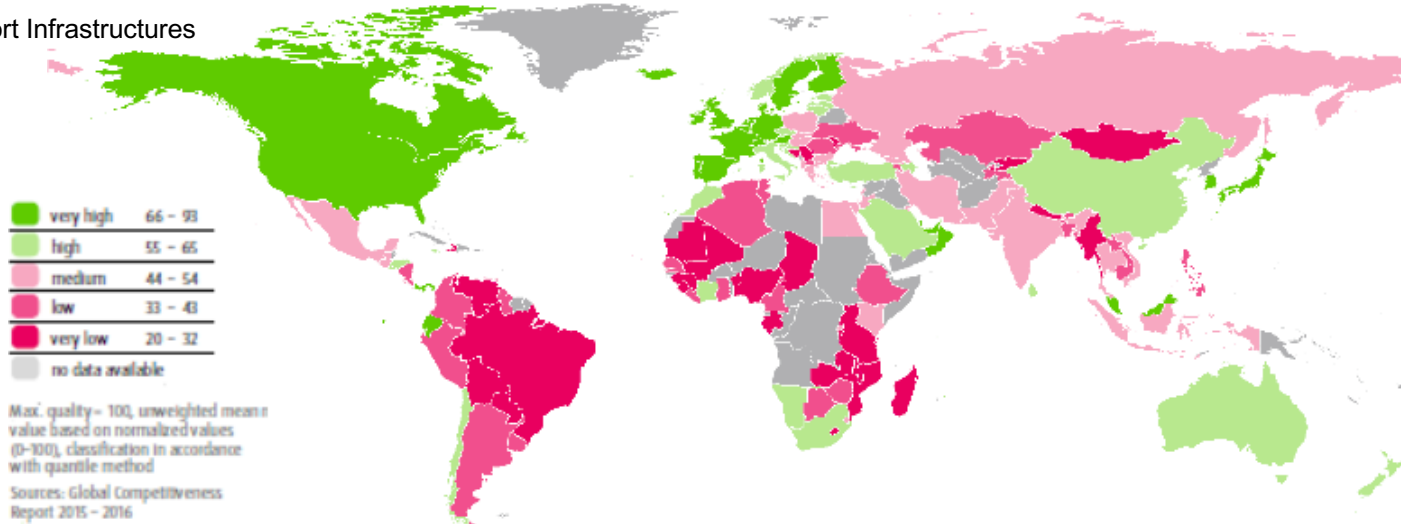 rt Infrastructures
very high 66 – 93
high 55 – 65
medium 44 – 54
low 33 – 43
very low 20 – 32
no data available
Max. quality = 100, unweighted mean
value based on normalized values
(0–100), classification in accordance
with quantile method
Sources: Global Competitiveness
Report 2015 – 2016